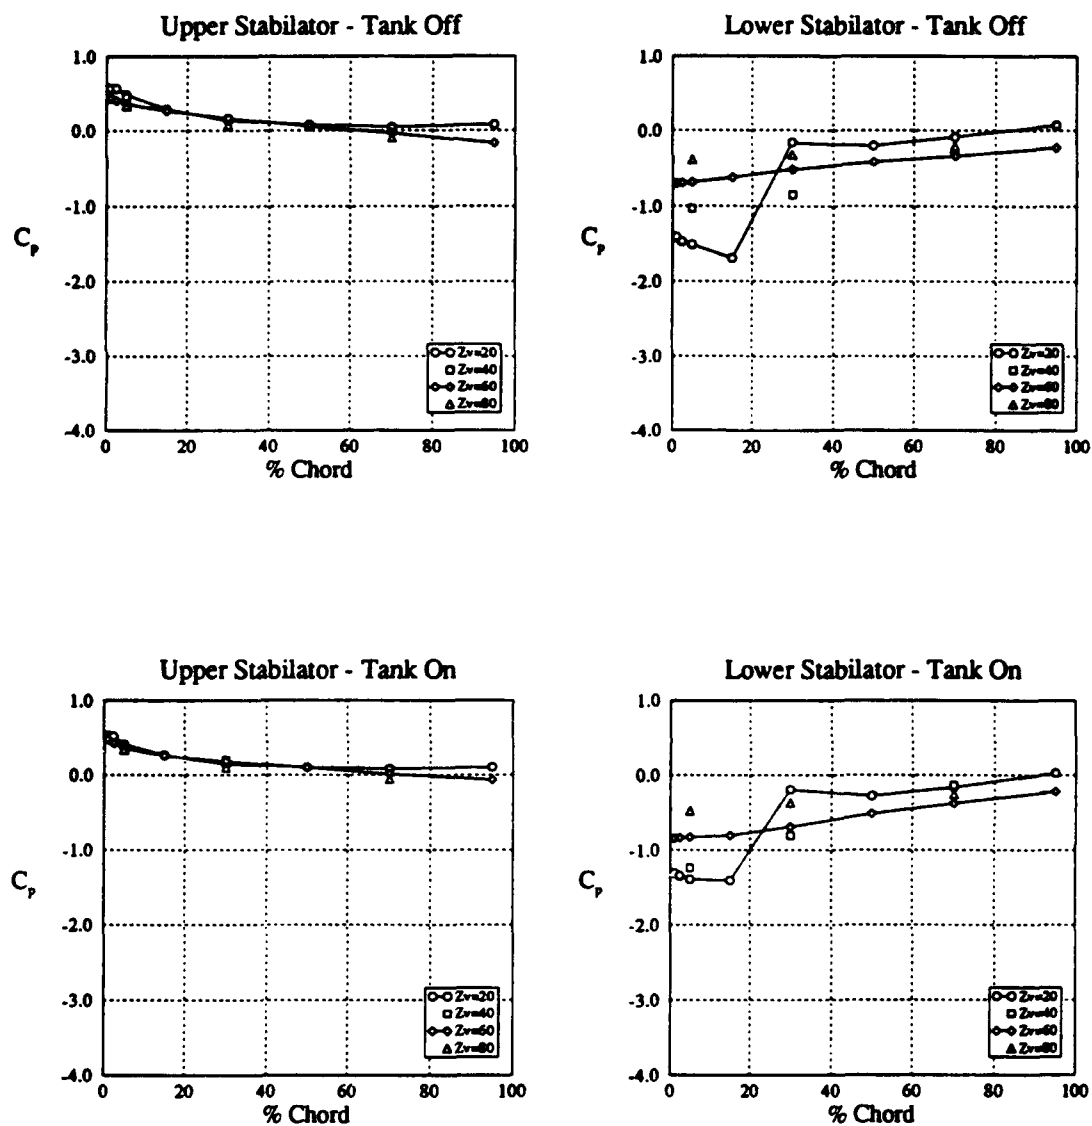 Upper Stabilator - Tank Off
1.0
0.0
-1.0
-2.0
-3.0
-4.0
C_p
Zv=20
Zv=40
Zv=60
Zv=80
0 20 40 60 80 100
% Chord
Lower Stabilator - Tank Off
1.0
0.0
-1.0
-2.0
-3.0
-4.0
C_p
Zv=20
Zv=40
Zv=60
Zv=80
0 20 40 60 80 100
% Chord
Upper Stabilator - Tank On
1.0
0.0
-1.0
-2.0
-3.0
-4.0
C_p
Zv=20
Zv=40
Zv=60
Zv=80
0 20 40 60 80 100
% Chord
Lower Stabilator - Tank On
1.0
0.0
-1.0
-2.0
-3.0
-4.0
C_p
Zv=20
Zv=40
Zv=60
Zv=80
0 20 40 60 80 100
% Chord